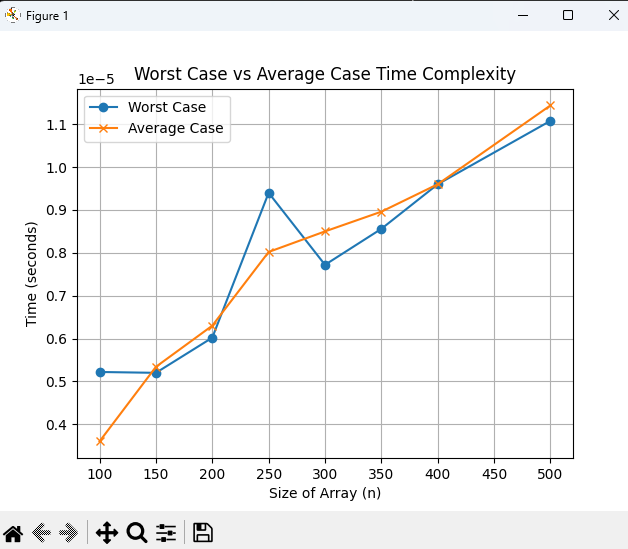 Figure 1
Worst Case vs Average Case Time Complexity
1e−5
Worst Case
Average Case
1.1
1.0
0.9
0.8
0.7
0.6
0.5
0.4
Time (seconds)
100 150 200 250 300 350 400 450 500
Size of Array (n)